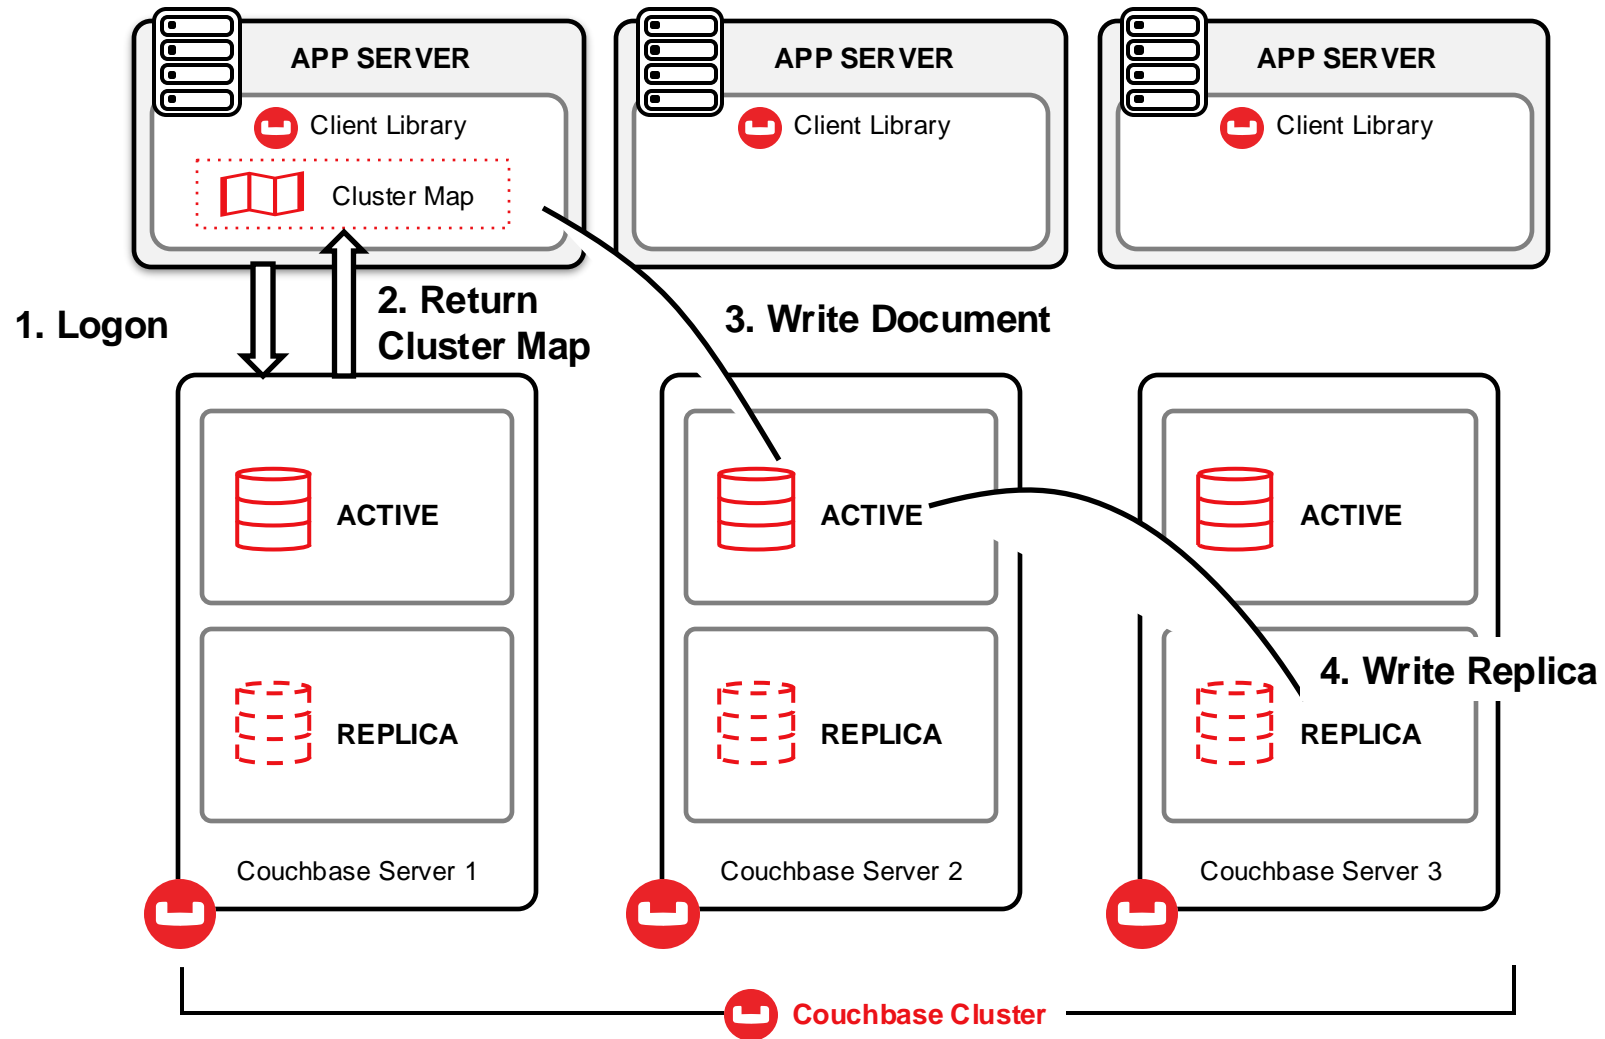 APP SERVER
APP SERVER
APP SERVER
Client Library
Client Library
Client Library
Cluster Map
1. Logon
2. Return
Cluster Map
3. Write Document
ACTIVE
ACTIVE
ACTIVE
4. Write Replica
REPLICA
REPLICA
REPLICA
Couchbase Server 1
Couchbase Server 2
Couchbase Server 3
Couchbase Cluster